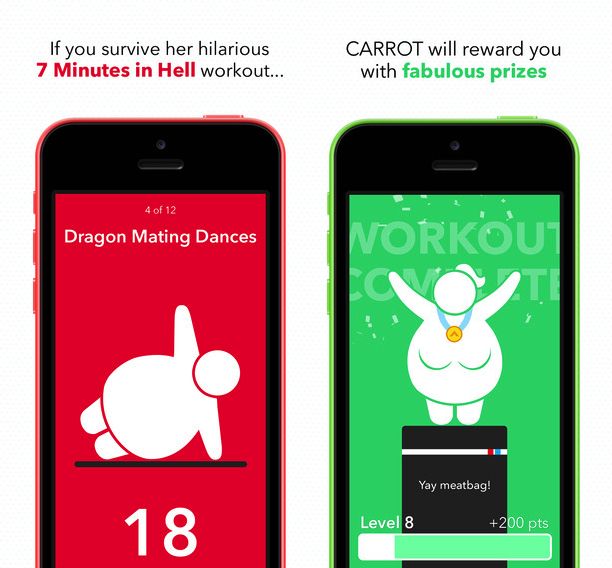 If you survive her hilarious
7 Minutes in Hell workout...
4 of 12
Dragon Mating Dances
18
CARROT will reward you
with fabulous prizes
WORKOUT
COMPLETE
Yay meatbag!
Level 8 +200 pts